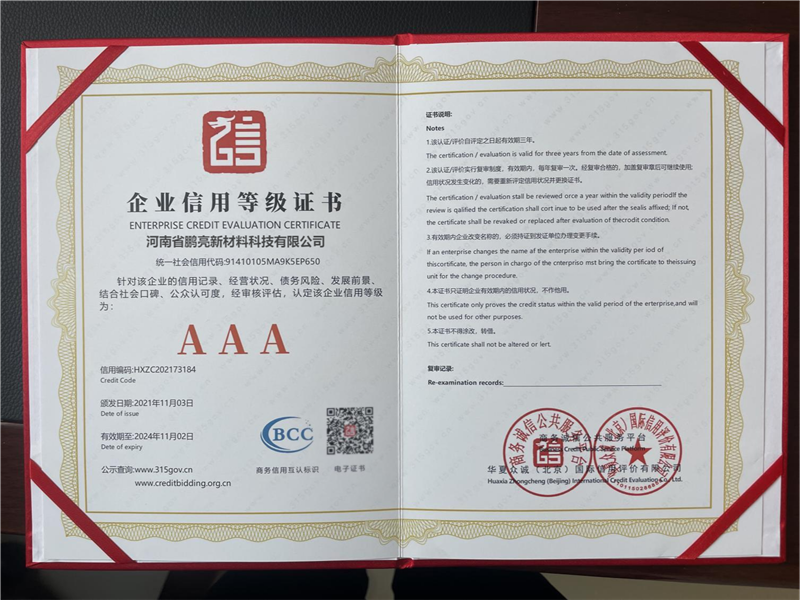 企业信用等级证书
ENTERPRISE CREDIT EVALUATION CERTIFICATE
河南省鹏亮新材料科技有限公司
统一社会信用代码:91410105MA9K5EP650
针对该企业的信用记录、经营状况、债务风险、发展前景、
结合社会口碑、公众认可度，经审核评估，认定该企业信用等级
为：
AAA
信用编码:HXZC202173184
Credit Code
颁发日期:2021年11月03日
Date of issue
有效期至:2024年11月02日
Date of expiry
BCC
商务信用互认标识
电子证书
公示查询:www.315gov.cn
www.creditbidding.org.cn
证书说明:
Notes
1.该认证/评价自评定之日起有效期三年。
The certification / evaluation is valid for three years from the date of assessment.
2.该认证/评价实行复审制度，有效期内，每年复审一次。经复审合格的，加盖复审章后可继续使用;
信用状况发生变化的，需要重新评定信用状况并更换证书。
The certification / evaluation stall be reviewed once a year within the validity periodIf the
review is qalified the certification shall cort inue to be used after the sealis affixed; If not,
the certificate shall be revaked or replaced after evaluation of thecrodit condition.
3.有效期内企业改变名称的，必须持证到发证单位办理变更手续。
If an enterprise changes the name af the enterprise within the validity per iod of
thiscortificate, the person in chargo of the cnterpriso mst bring the certificate to theissuing
unit for the change procedure.
4.本证书只证明企业有效期内的信用状况，不作他用。
This certificate only proves the credit status within the valid period of the erterprise,and will
not be used for other purposes.
5.本证书不得涂改、转借。
This certificate shall not be altered or lert.
复审记录:
Re-examination records:
商务诚信公共服务平台
华夏众诚（北京）国际信用评价有限公司
Huaxia Zhongcheng (Beijing) International Credit Evaluation Co., Ltd.